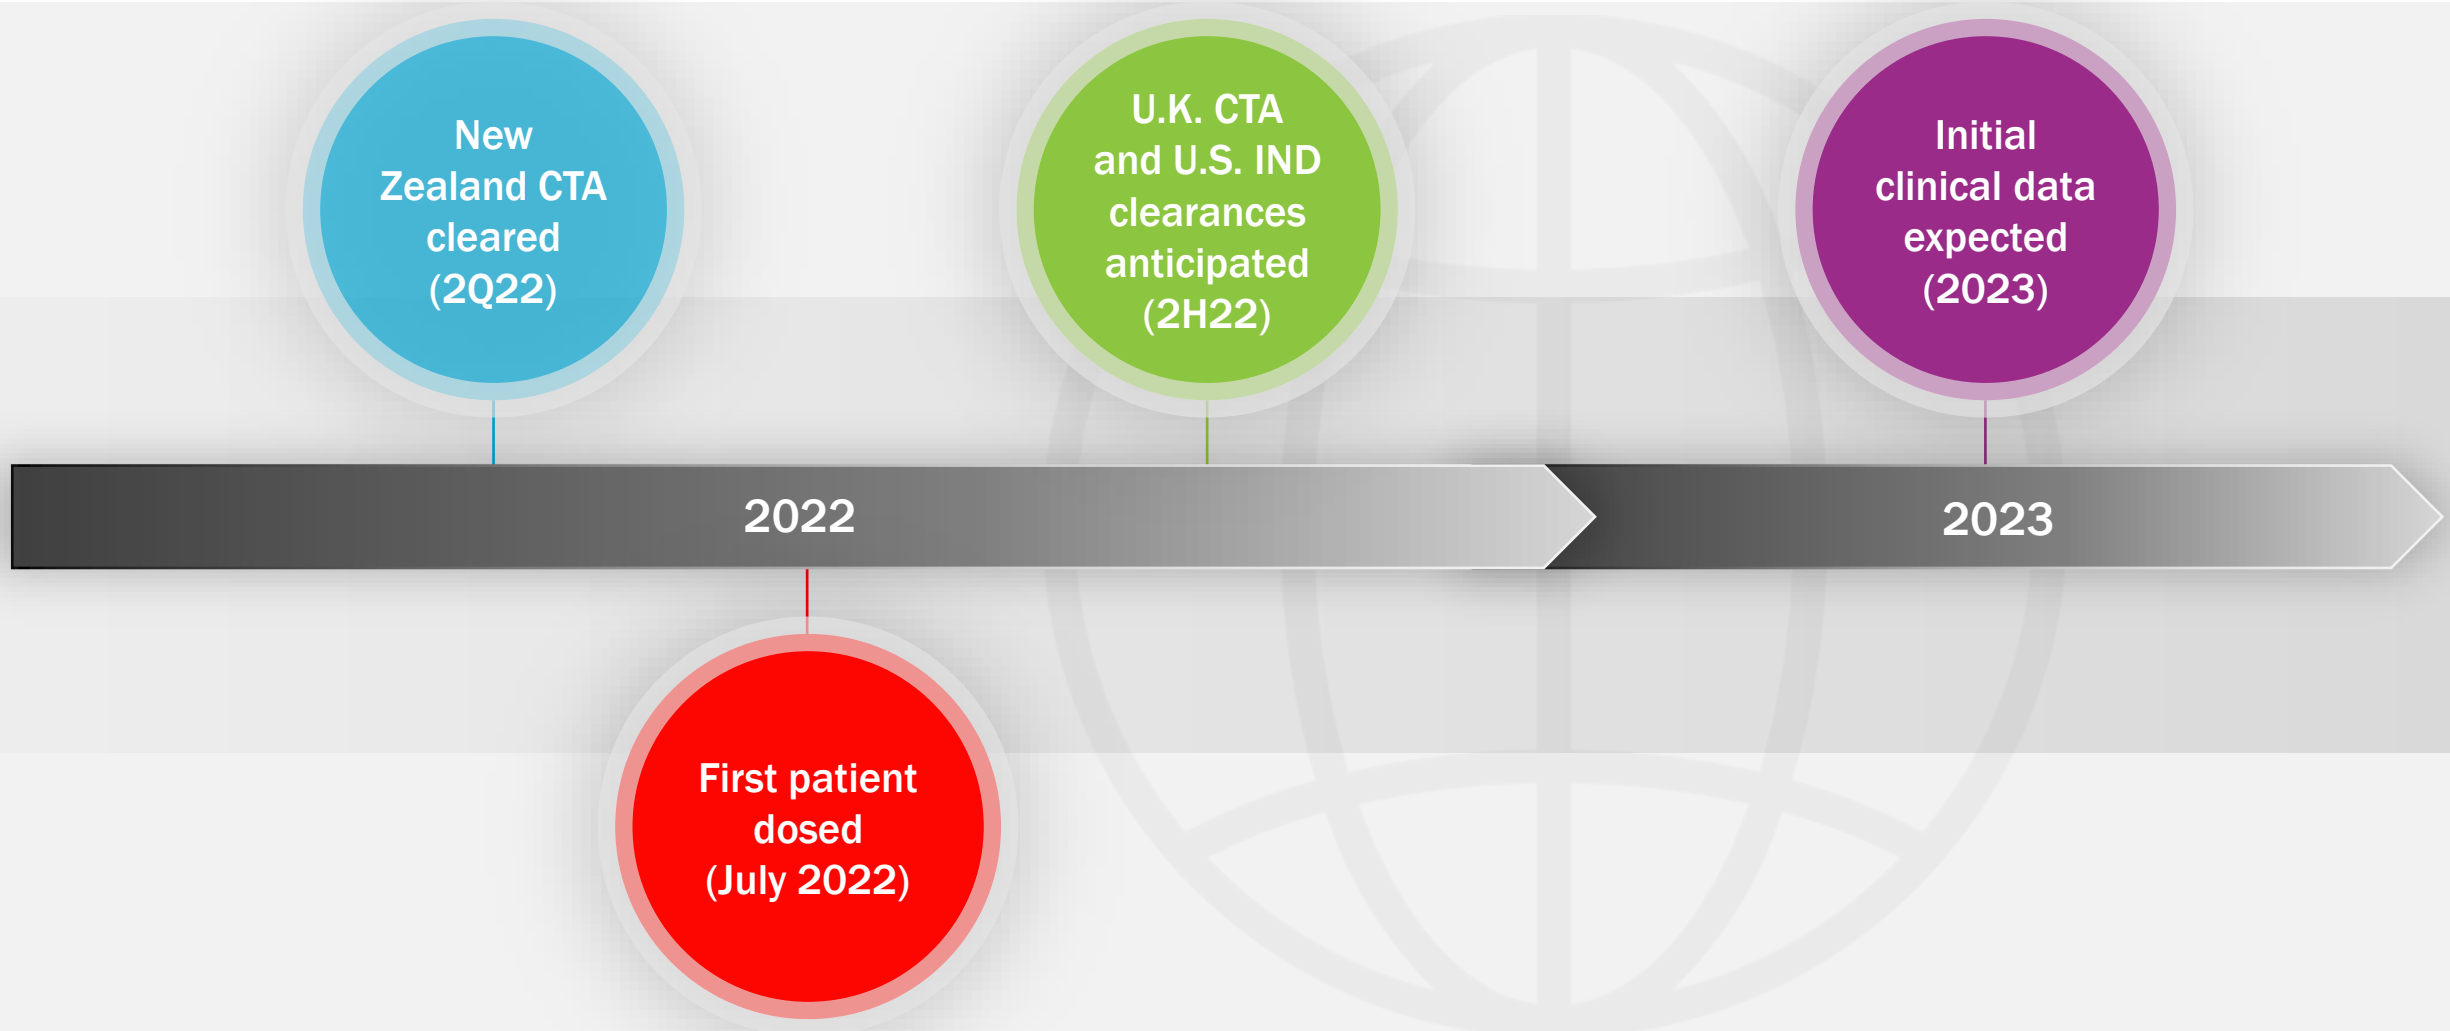 New
Zealand CTA
cleared
(2Q22)
U.K. CTA
and U.S. IND
clearances
anticipated
(2H22)
Initial
clinical data
expected
(2023)
2022
2023
First patient
dosed
(July 2022)